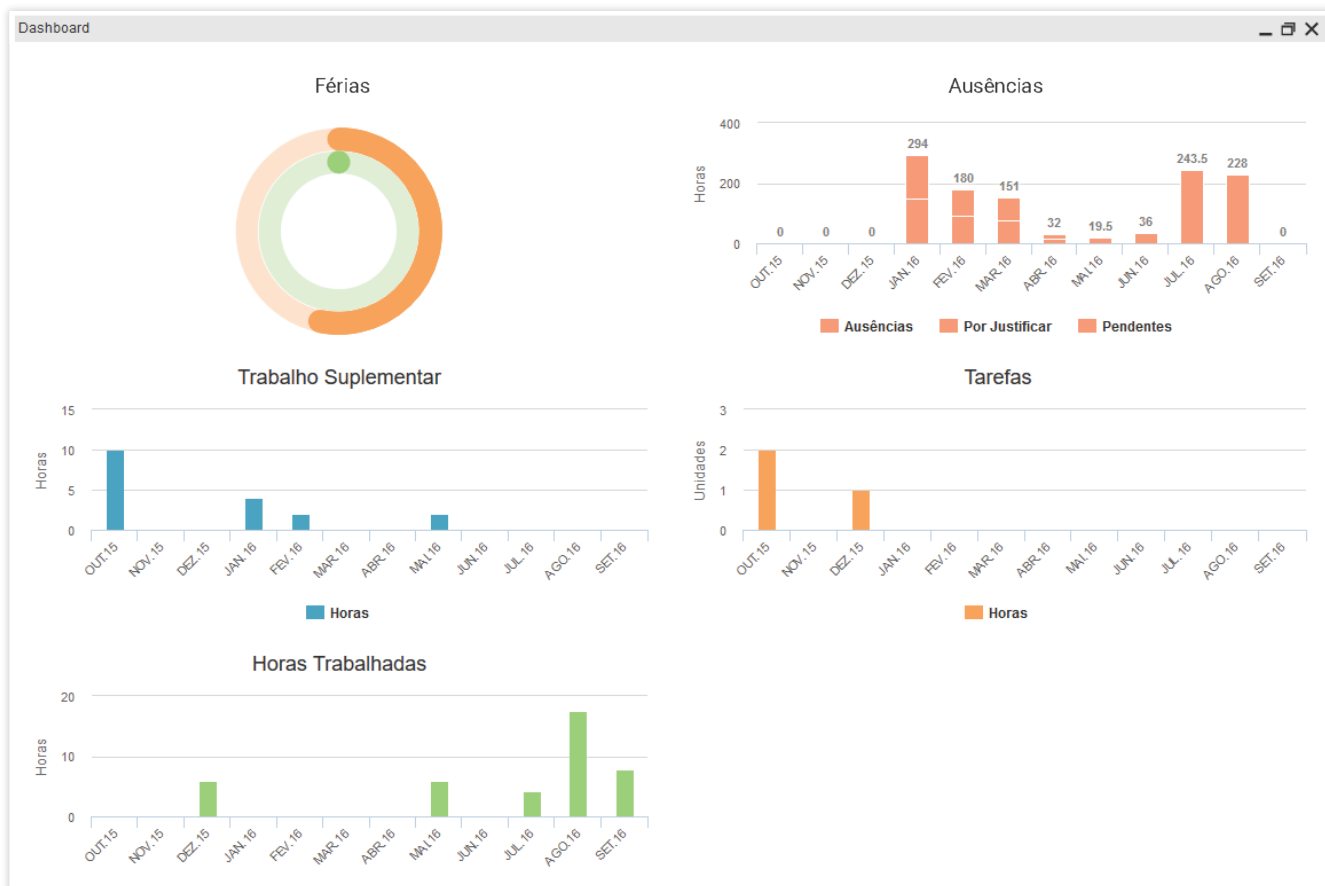 Dashboard
Férias
Ausências
400
200
0
Horas
0
0
0
294
180
151
32
19.5
36
243.5
228
0
OUT.15
NOV.15
DEZ.15
JAN.16
FEV.16
MAR.16
ABR.16
MAI.16
JUN.16
JUL.16
AGO.16
SET.16
Ausências Por Justificar Pendentes
Trabalho Suplementar
15
10
5
0
Horas
OUT.15
NOV.15
DEZ.15
JAN.16
FEV.16
MAR.16
ABR.16
MAI.16
JUN.16
JUL.16
AGO.16
SET.16
Horas
Tarefas
3
2
1
0
Unidades
OUT.15
NOV.15
DEZ.15
JAN.16
FEV.16
MAR.16
ABR.16
MAI.16
JUN.16
JUL.16
AGO.16
SET.16
Horas
Horas Trabalhadas
20
10
0
Horas
OUT.15
NOV.15
DEZ.15
JAN.16
FEV.16
MAR.16
ABR.16
MAI.16
JUN.16
JUL.16
AGO.16
SET.16